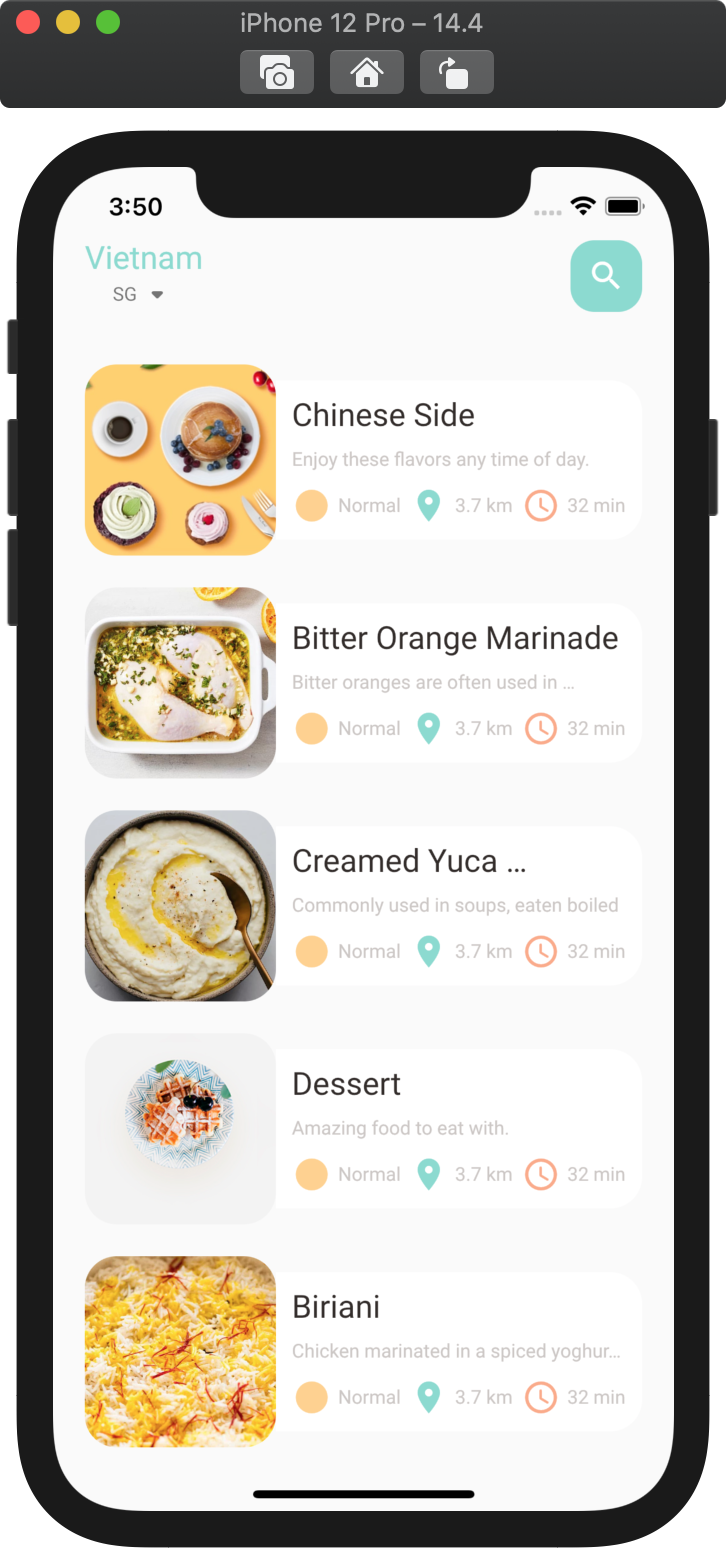 iPhone 12 Pro – 14.4
3:50
Vietnam
SG
Chinese Side
Enjoy these flavors any time of day.
Normal 3.7 km 32 min
Bitter Orange Marinade
Bitter oranges are often used in ...
Normal 3.7 km 32 min
Creamed Yuca ...
Commonly used in soups, eaten boiled
Normal 3.7 km 32 min
Dessert
Amazing food to eat with.
Normal 3.7 km 32 min
Biriani
Chicken marinated in a spiced yoghur...
Normal 3.7 km 32 min